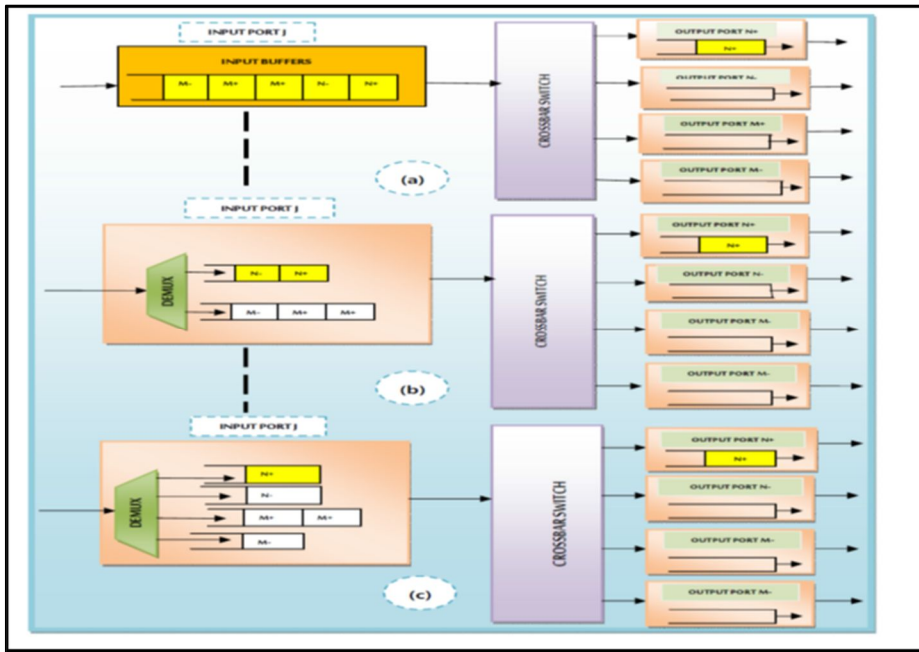 INPUT PORT J
INPUT BUFFERS
M- M+ M+ N- N+
CROSSBAR SWITCH
OUTPUT PORT N+
N+
OUTPUT PORT N-
OUTPUT PORT M+
OUTPUT PORT M-
(a)
INPUT PORT J
DEMUX
N- N+
M- M+ M+
CROSSBAR SWITCH
OUTPUT PORT N+
N+
OUTPUT PORT N-
OUTPUT PORT M-
OUTPUT PORT M-
(b)
INPUT PORT J
DEMUX
N+
N-
M+ M+
M-
CROSSBAR SWITCH
OUTPUT PORT N+
N+
OUTPUT PORT N-
OUTPUT PORT M-
OUTPUT PORT M-
(c)